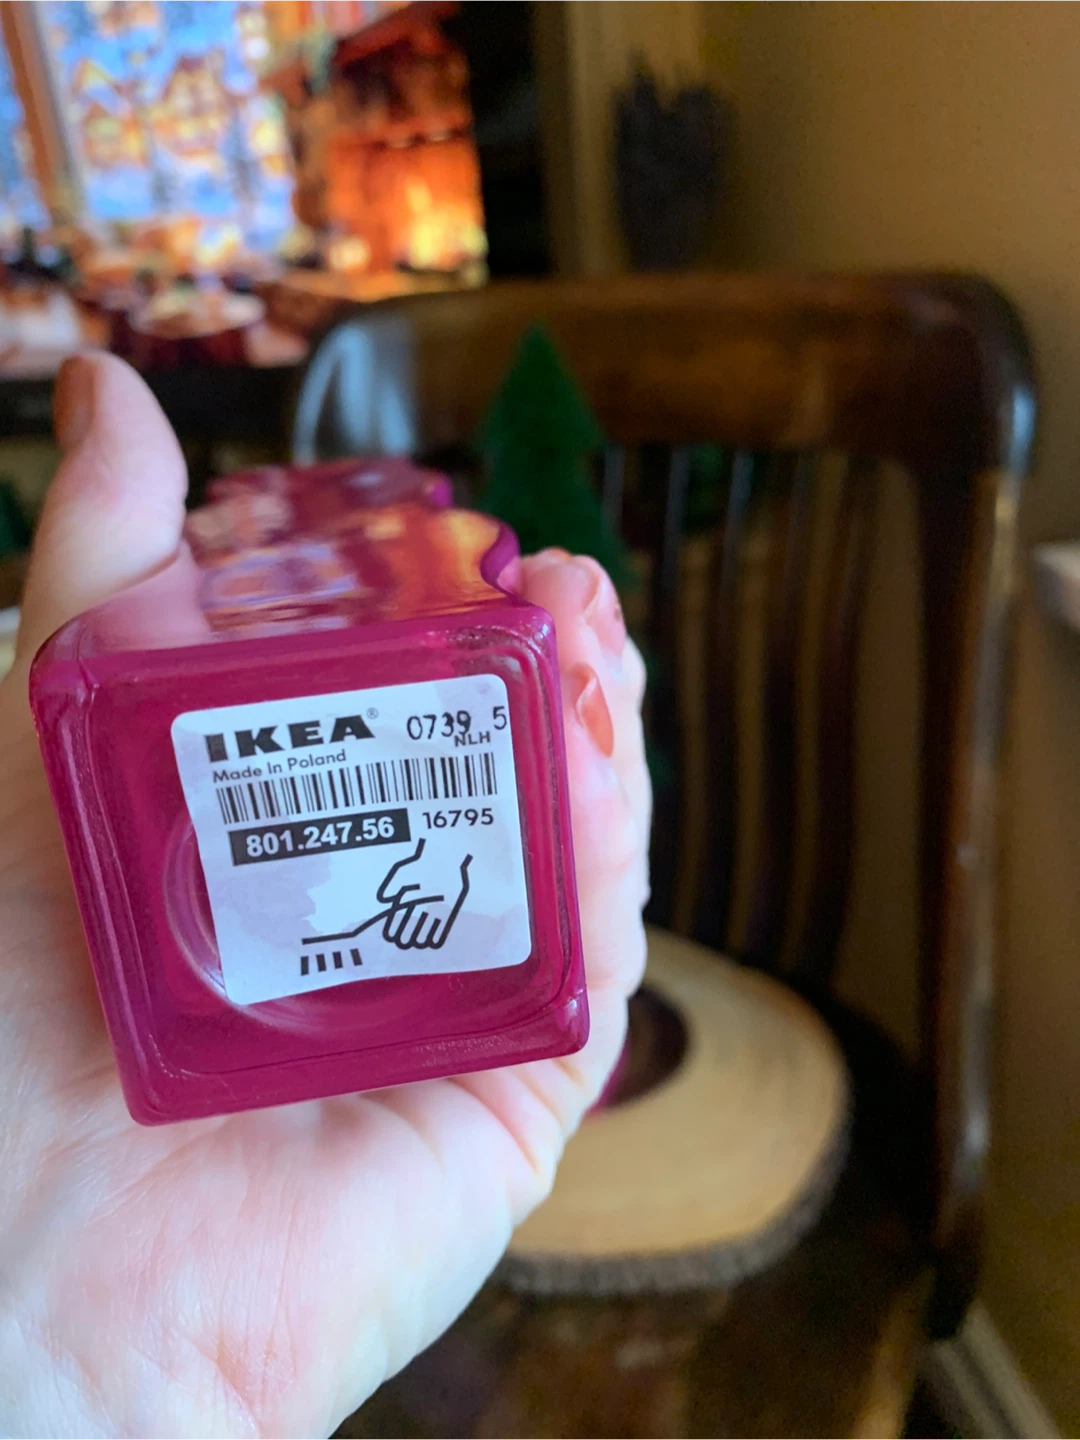 IKEA® 0739 5
NLH
Made In Poland
801.247.56 16795